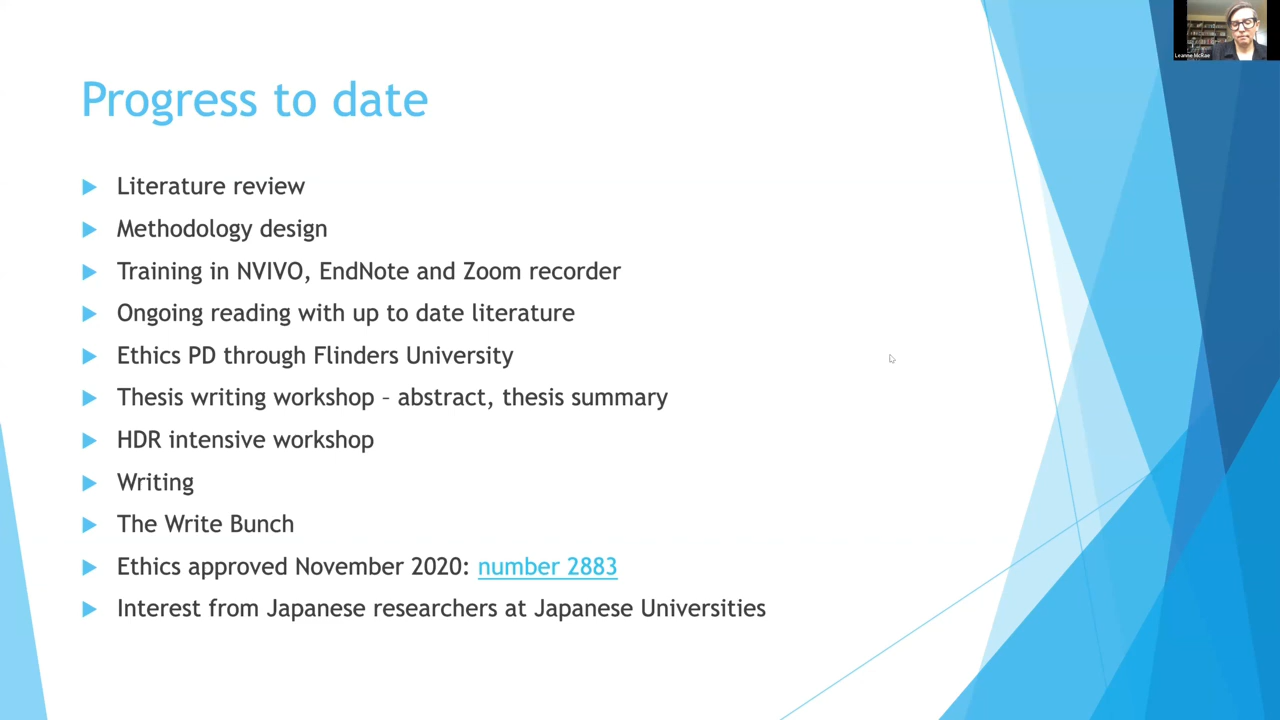 Leanne McRae
Progress to date
Literature review
Methodology design
Training in NVIVO, EndNote and Zoom recorder
Ongoing reading with up to date literature
Ethics PD through Flinders University
Thesis writing workshop – abstract, thesis summary
HDR intensive workshop
Writing
The Write Bunch
Ethics approved November 2020: number 2883
Interest from Japanese researchers at Japanese Universities